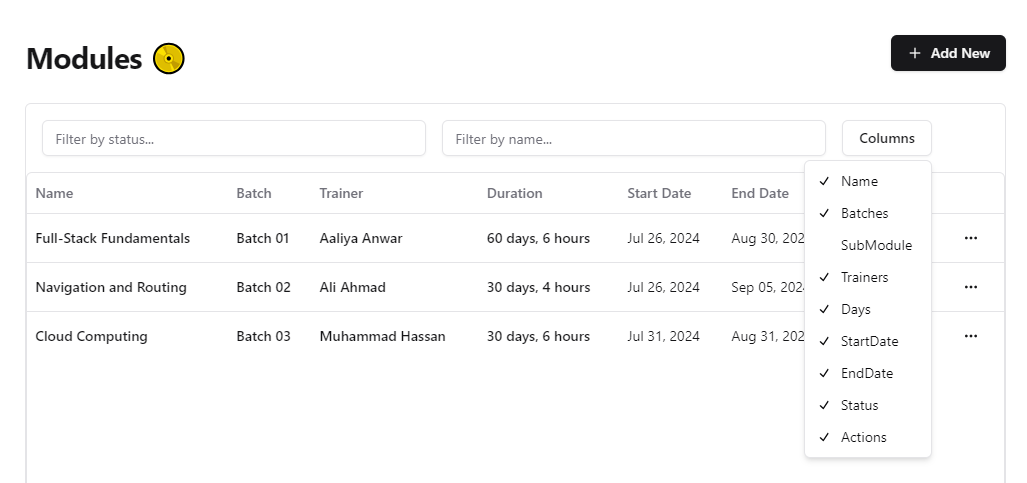 Modules
+ Add New
Filter by status... Filter by name... Columns
Name Batch Trainer Duration Start Date End Date
Full-Stack Fundamentals Batch 01 Aaliya Anwar 60 days, 6 hours Jul 26, 2024 Aug 30, 202 ...
Navigation and Routing Batch 02 Ali Ahmad 30 days, 4 hours Jul 26, 2024 Sep 05, 2024 ...
Cloud Computing Batch 03 Muhammad Hassan 30 days, 6 hours Jul 31, 2024 Aug 31, 202 ...
✓ Name
✓ Batches
SubModule
✓ Trainers
✓ Days
✓ StartDate
✓ EndDate
✓ Status
✓ Actions